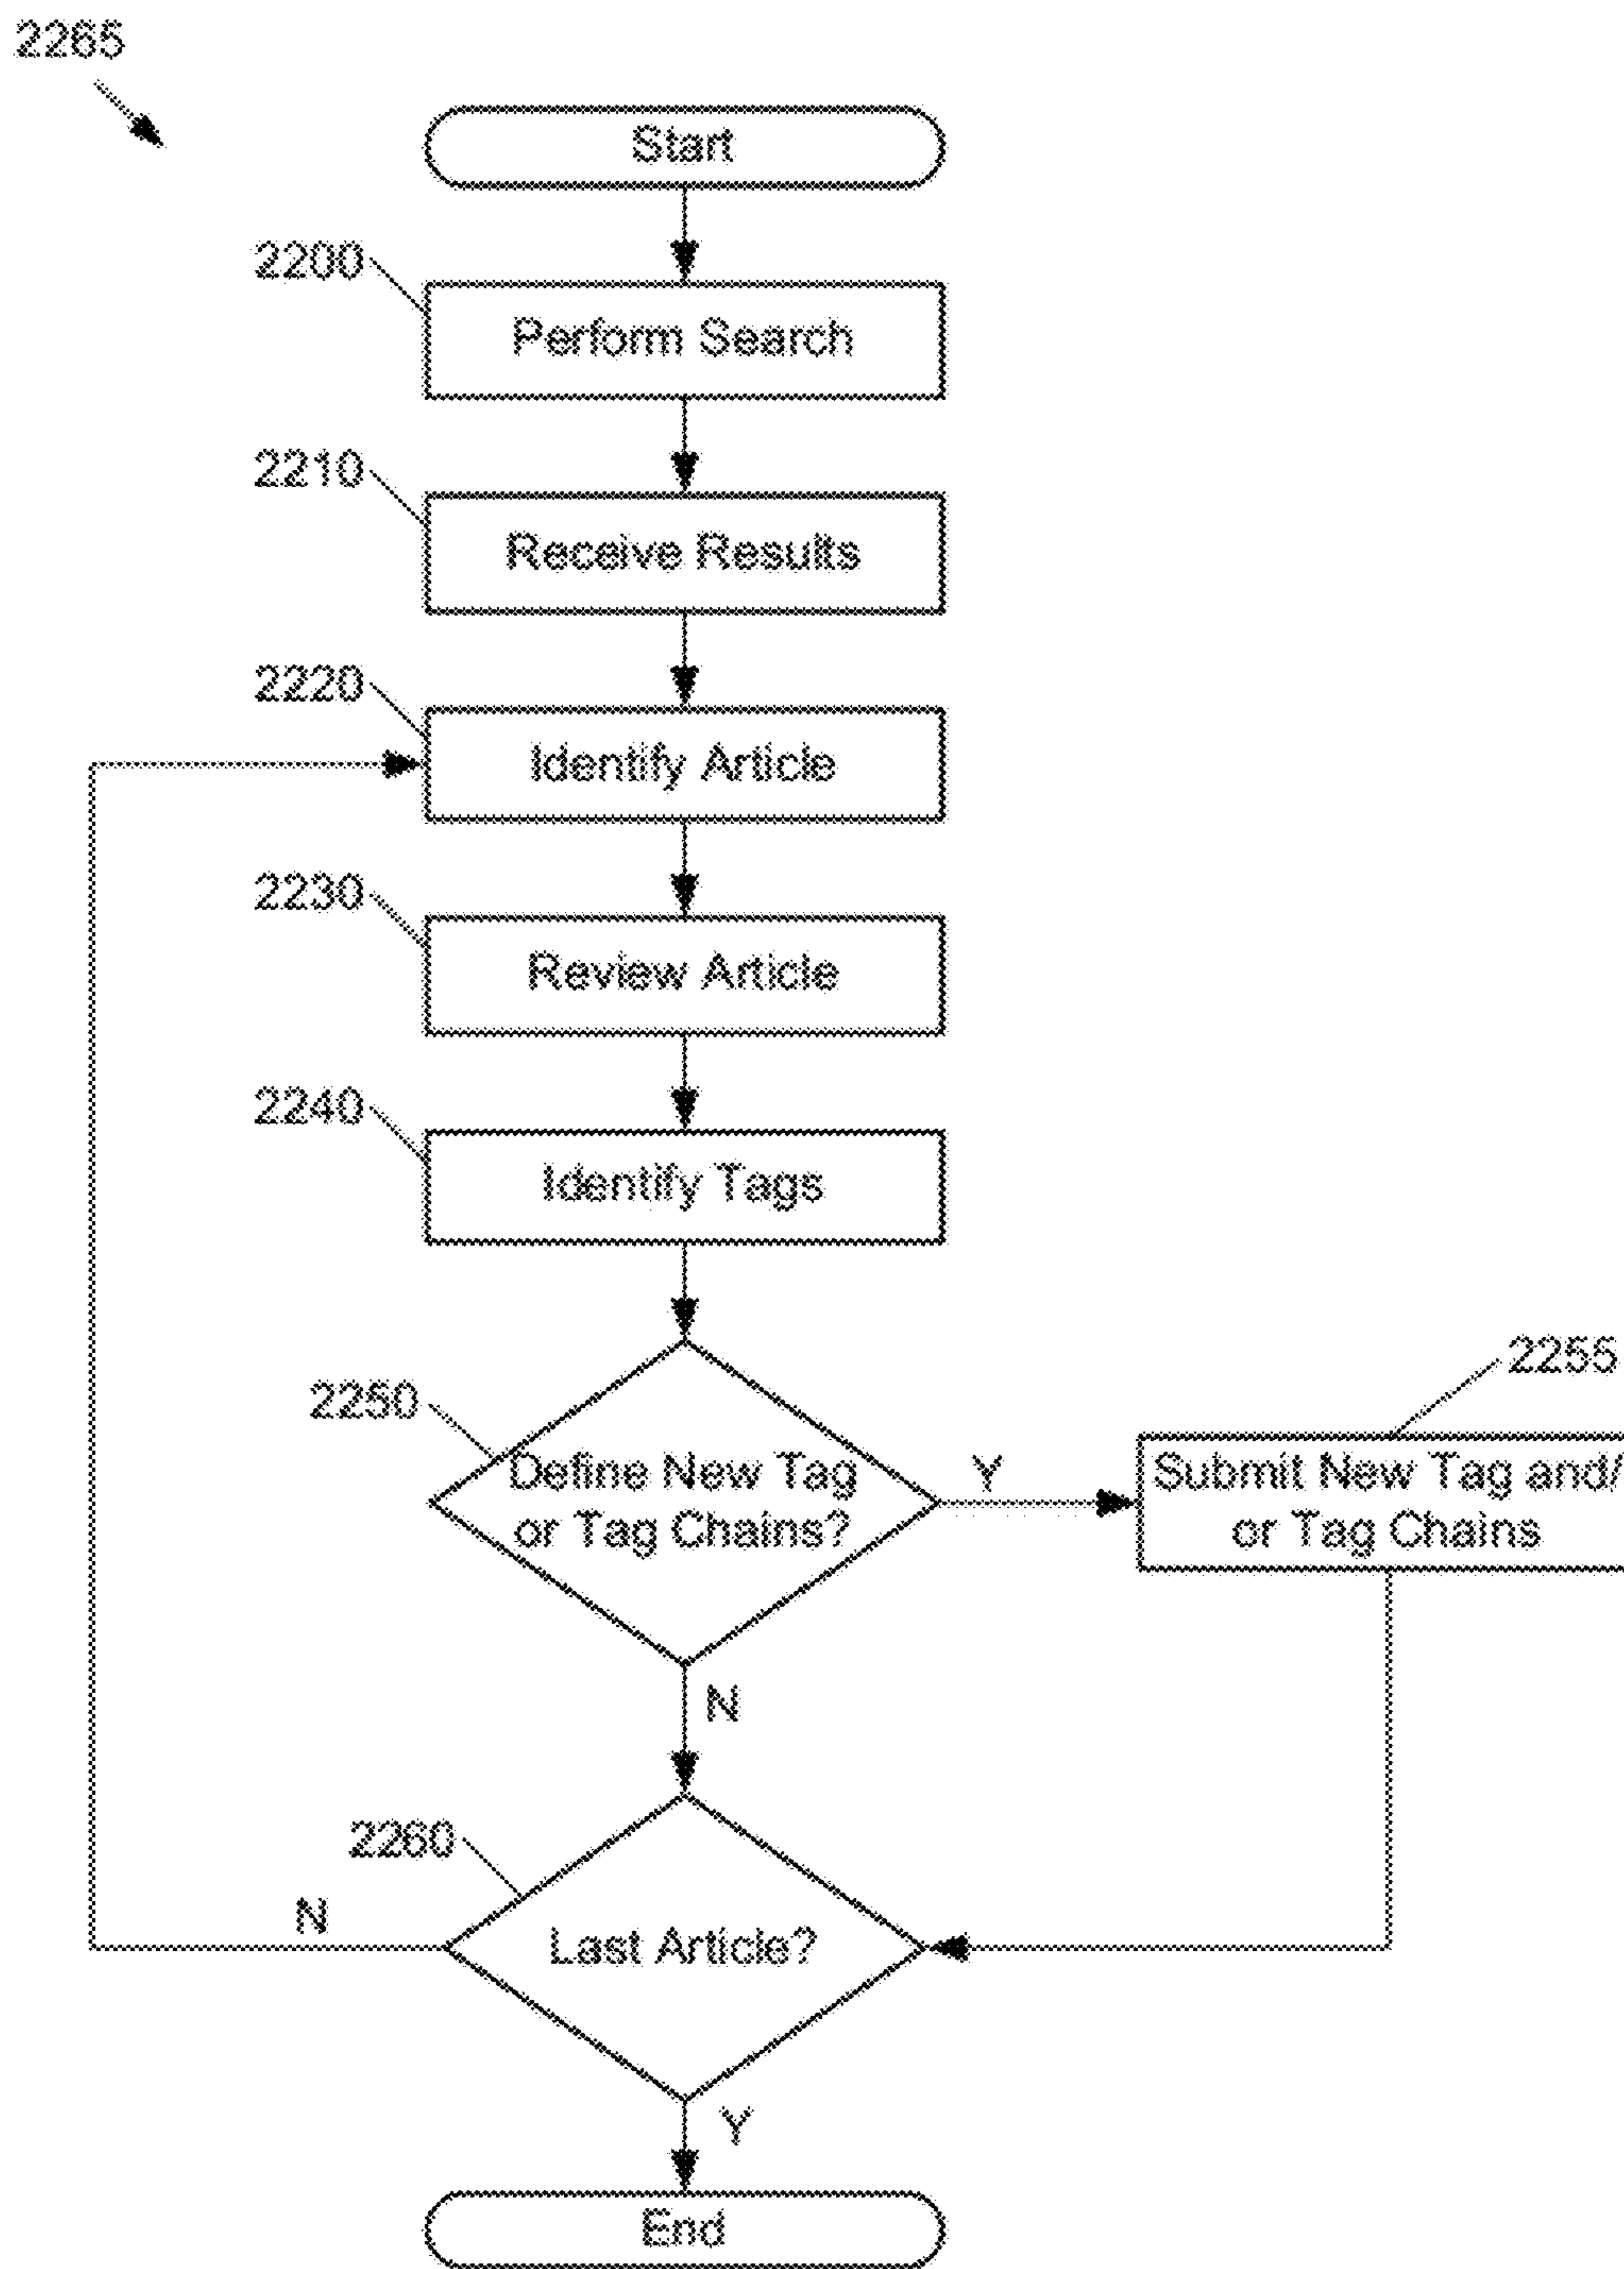 2265
Start
2200
Perform Search
2210
Receive Results
2220
Identify Article
2230
Review Article
2240
Identify Tags
2250
Define New Tag
or Tag Chains?
Y
2255
Submit New Tag and/
or Tag Chains
N
2260
N
Last Article?
Y
End